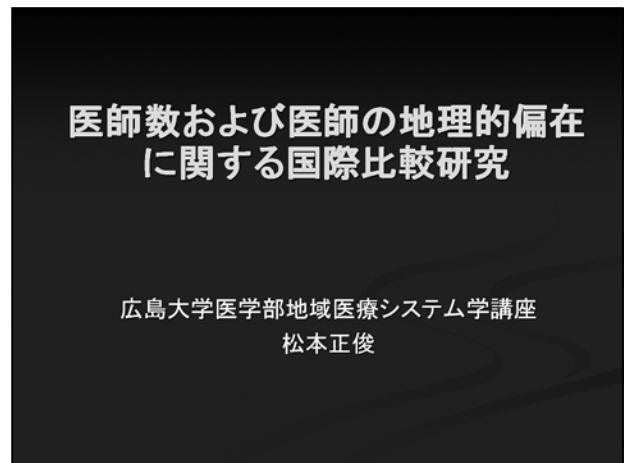 医師数および医師の地理的偏在
に関する国際比較研究
広島大学医学部地域医療システム学講座
松本正俊